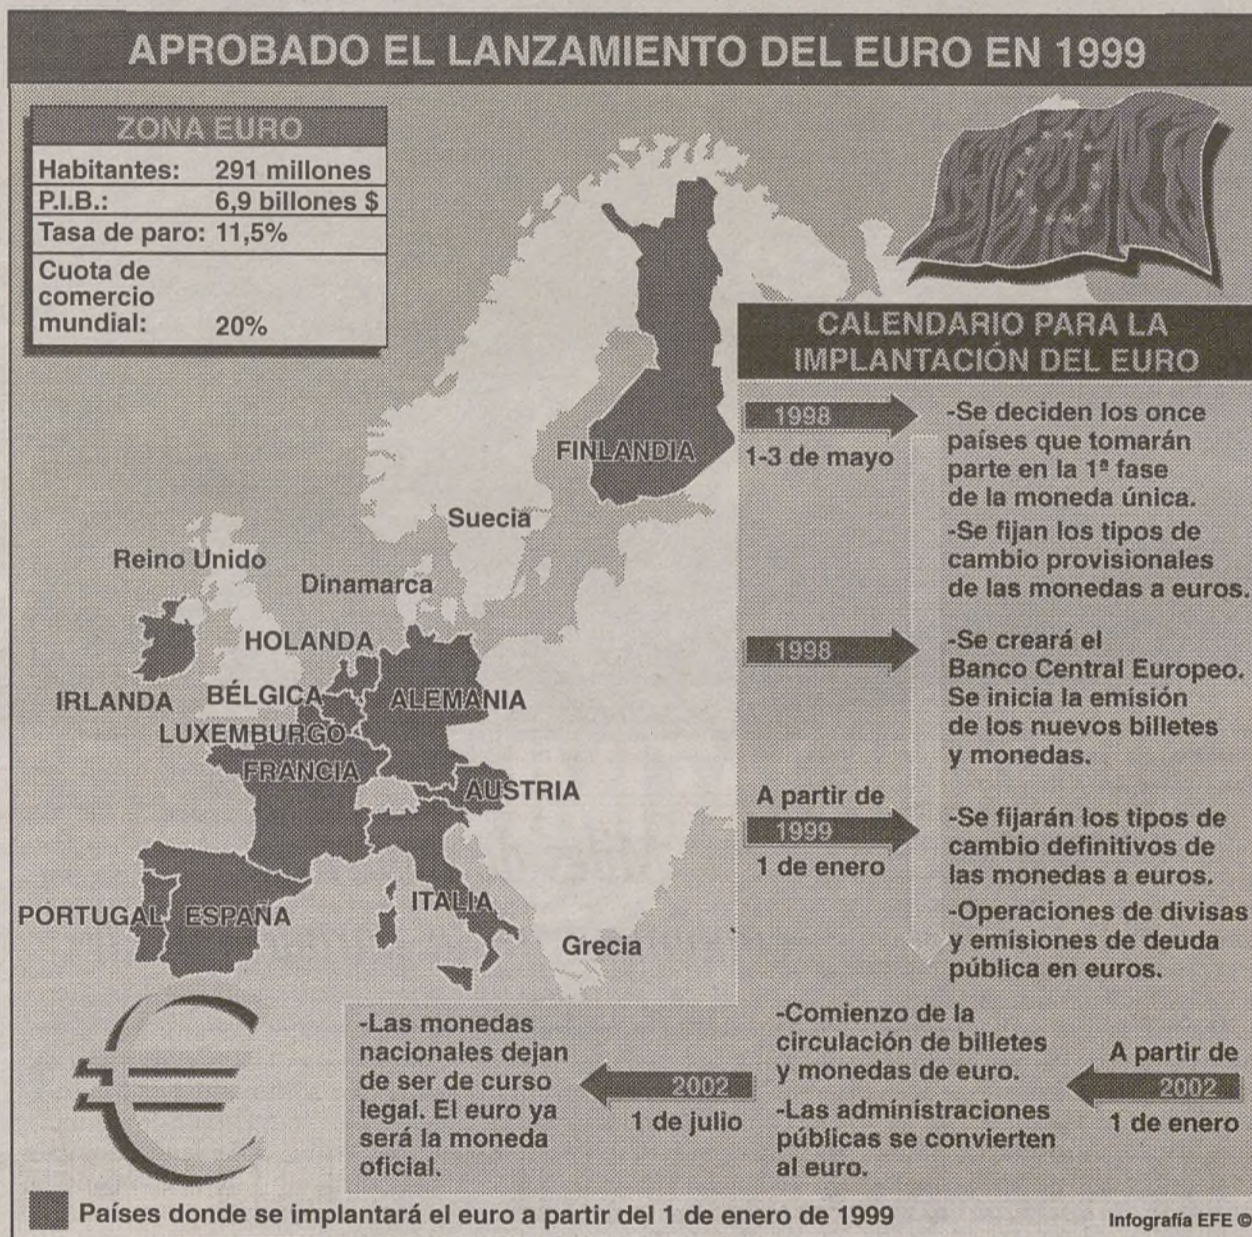 APROBADO EL LANZAMIENTO DEL EURO EN 1999
ZONA EURO
Habitantes: 291 millones
P.I.B.: 6,9 billones $
Tasa de paro: 11,5%
Cuota de
comercio
mundial: 20%
FINLANDIA
Suecia
Reino Unido
Dinamarca
HOLANDA
IRLANDA
BÉLGICA
ALEMANIA
LUXEMBURGO
FRANCIA
AUSTRIA
PORTUGAL
ESPAÑA
ITALIA
Grecia
CALENDARIO PARA LA
IMPLANTACIÓN DEL EURO
1998
1-3 de mayo
-Se deciden los once
países que tomarán
parte en la 1ª fase
de la moneda única.
-Se fijan los tipos de
cambio provisionales
de las monedas a euros.
1998
-Se creará el
Banco Central Europeo.
Se inicia la emisión
de los nuevos billetes
y monedas.
A partir de
1999
1 de enero
-Se fijarán los tipos de
cambio definitivos de
las monedas a euros.
-Operaciones de divisas
y emisiones de deuda
pública en euros.
A partir de
2002
1 de enero
-Comienzo de la
circulación de billetes
y monedas de euro.
-Las administraciones
públicas se convierten
al euro.
2002
1 de julio
-Las monedas
nacionales dejan
de ser de curso
legal. El euro ya
será la moneda
oficial.
€
Países donde se implantará el euro a partir del 1 de enero de 1999
Infografía EFE ©